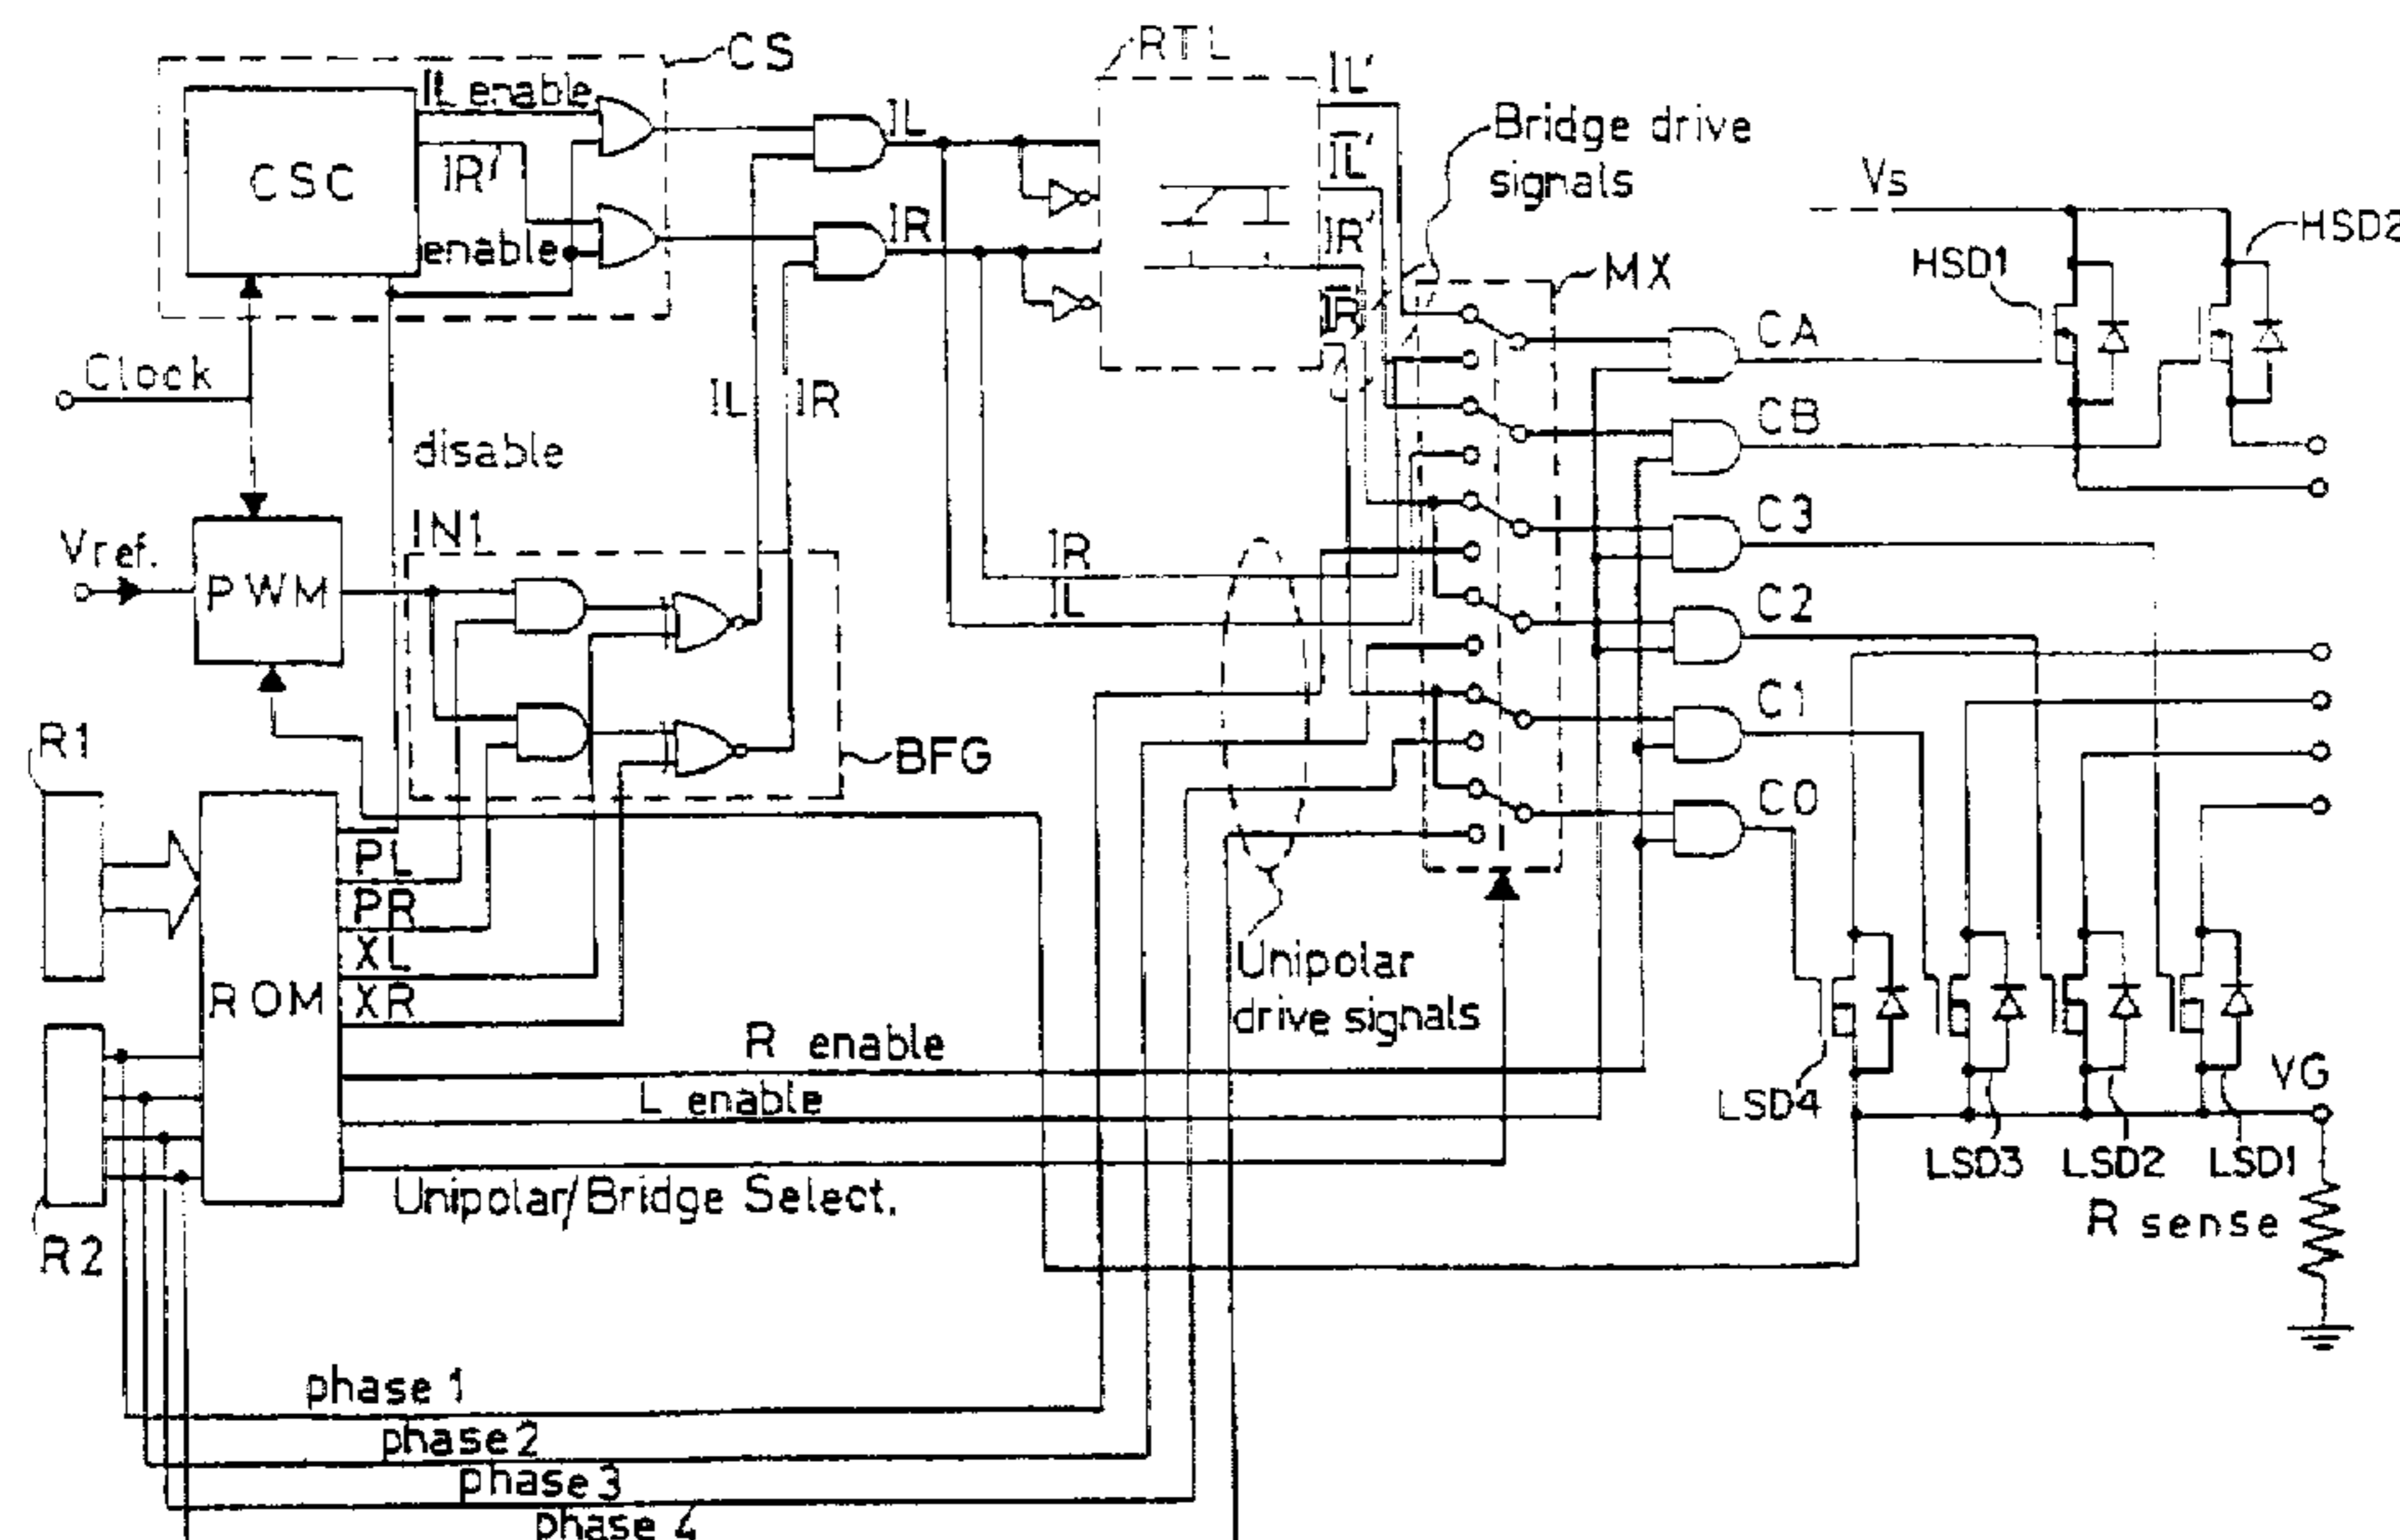 CS
RTL
IL enable
IL
IL'
Bridge drive
signals
CSC
IR
I̅L̅'
Vs
enable
IR
IR'
HSD2
HSD1
MX
I̅R̅'
Clock
CA
IL
IR
CB
disable
IN1
C3
Vref.
PWM
IR
IL
C2
R1
C1
BFG
C0
PL
PR
XL
Unipolar
drive signals
ROM
XR
R enable
L enable
LSD4
VG
LSD3
LSD2
LSD1
Unipolar/Bridge Select.
R sense
R2
phase 1
phase 2
phase 3
phase 4